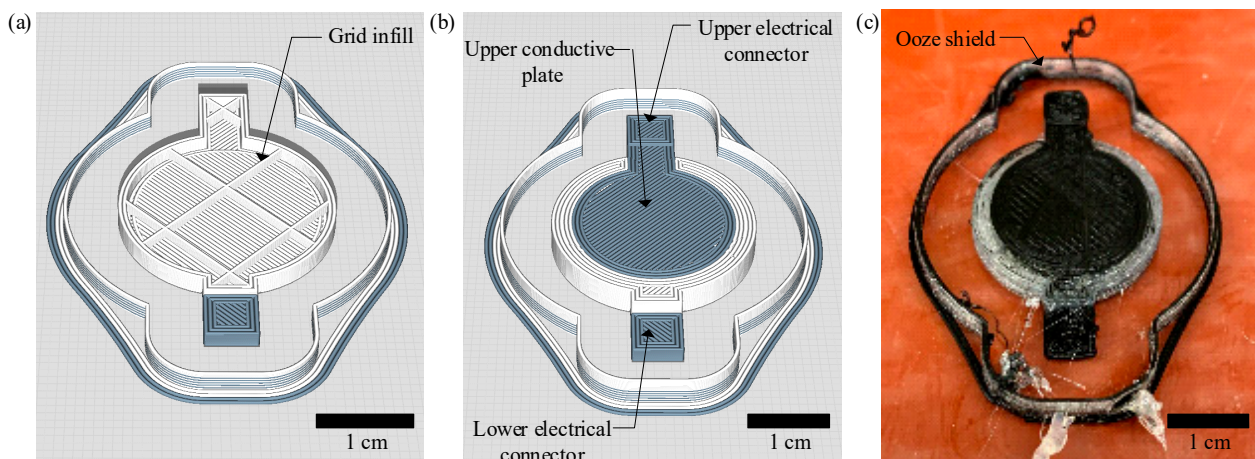 (a)
Grid infill
1 cm
(b)
Upper conductive
plate
Upper electrical
connector
Lower electrical
connector
1 cm
(c)
Ooze shield
1 cm